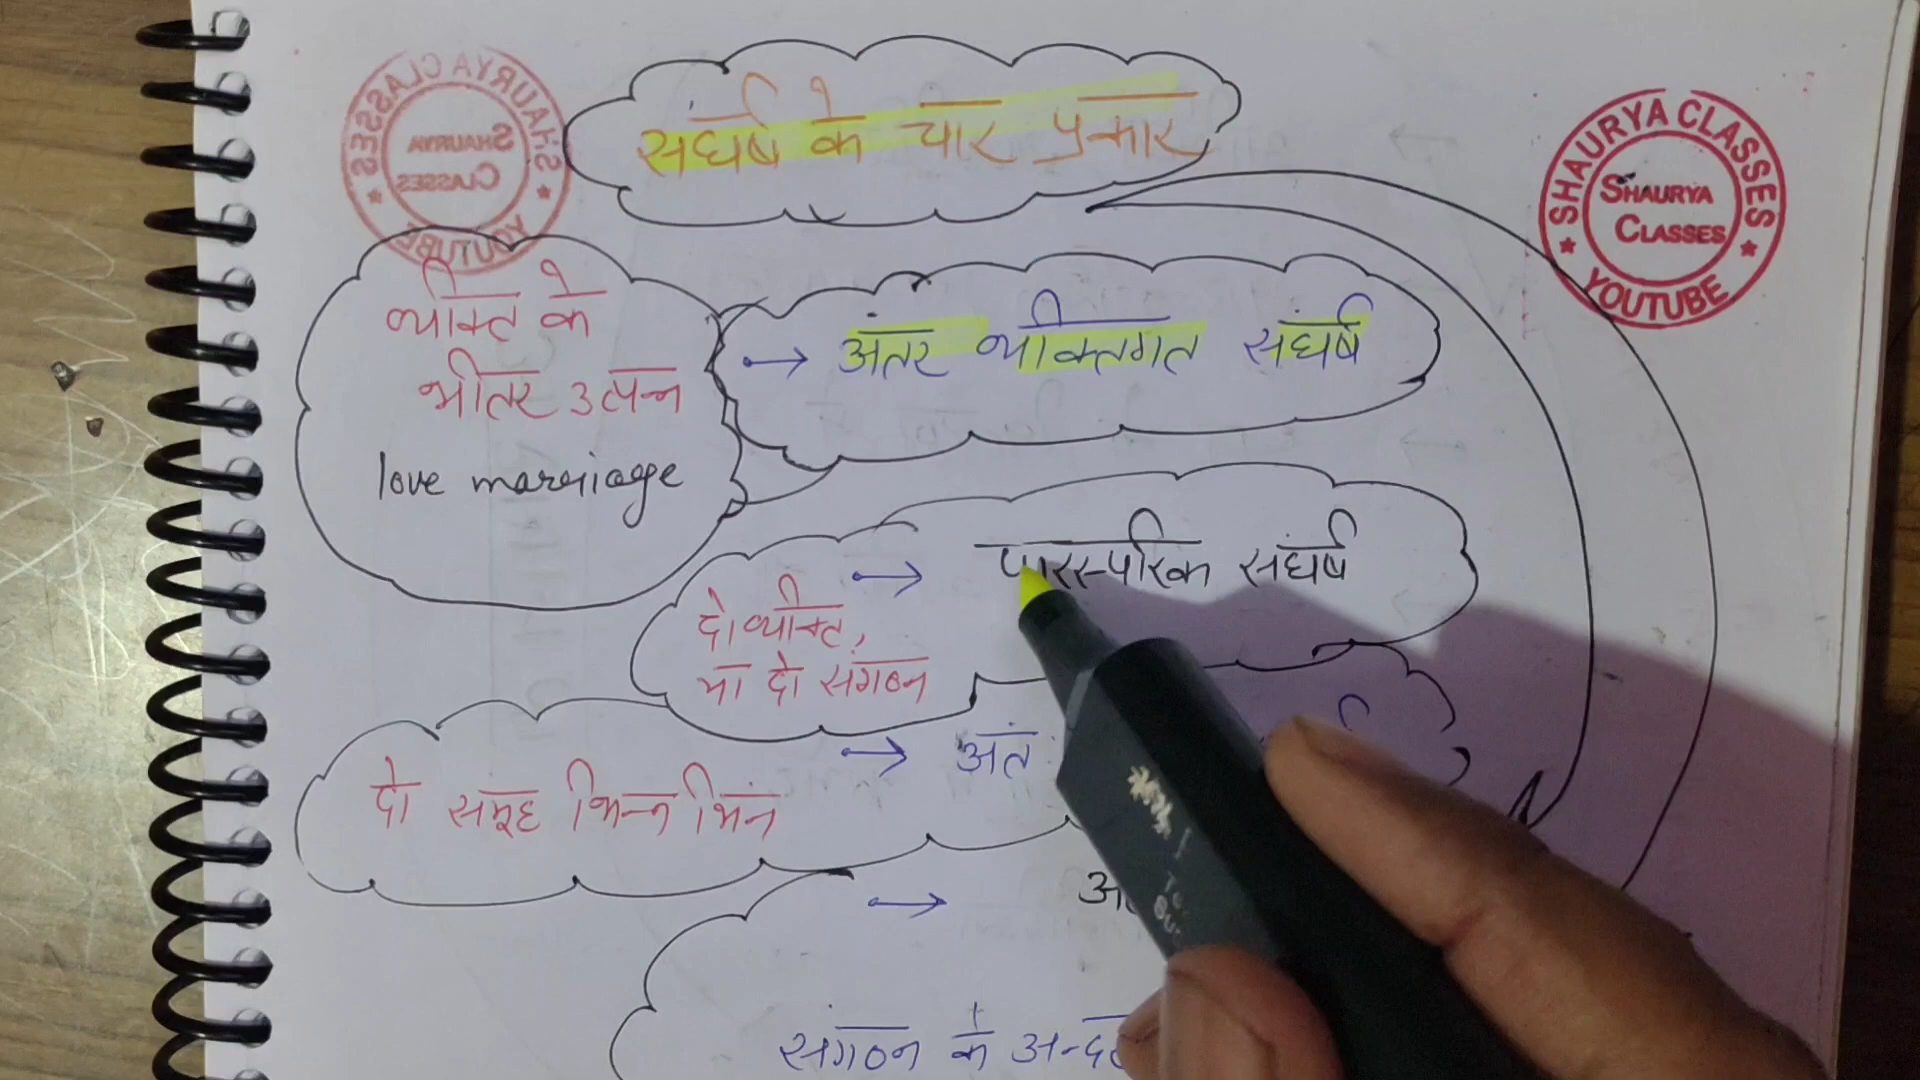 संघर्ष के चार प्रकार
SHAURYA CLASSES
SHAURYA
CLASSES
YOUTUBE
SHAURYA CLASSES
SHAURYA
CLASSES
YOUTUBE
व्यक्ति के
भीतर उत्पन्न
love marriage
→ अंतर व्यक्तिगत संघर्ष
→ पारस्परिक संघर्ष
दो व्यक्ति,
या दो संगठन
→ अंत
दो समूह भिन्न भिंन
→
संगठन के